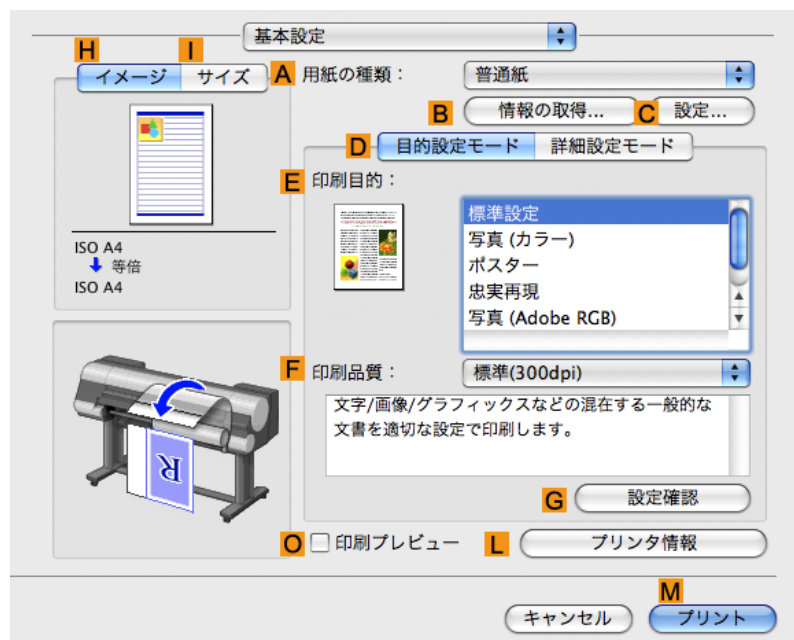 基本設定
H I
イメージ サイズ
A 用紙の種類： 普通紙
B 情報の取得... C 設定...
D 目的設定モード 詳細設定モード
E 印刷目的：
標準設定
写真 (カラー)
ポスター
忠実再現
写真 (Adobe RGB)
ISO A4
等倍
ISO A4
F 印刷品質： 標準(300dpi)
文字/画像/グラフィックスなどの混在する一般的な
文書を適切な設定で印刷します。
R
G 設定確認
O 印刷プレビュー L プリンタ情報
M
キャンセル プリント